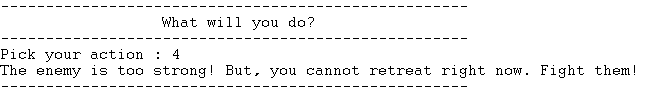 ----------------------------------------------------
What will you do?
----------------------------------------------------
Pick your action : 4
The enemy is too strong! But, you cannot retreat right now. Fight them!
----------------------------------------------------